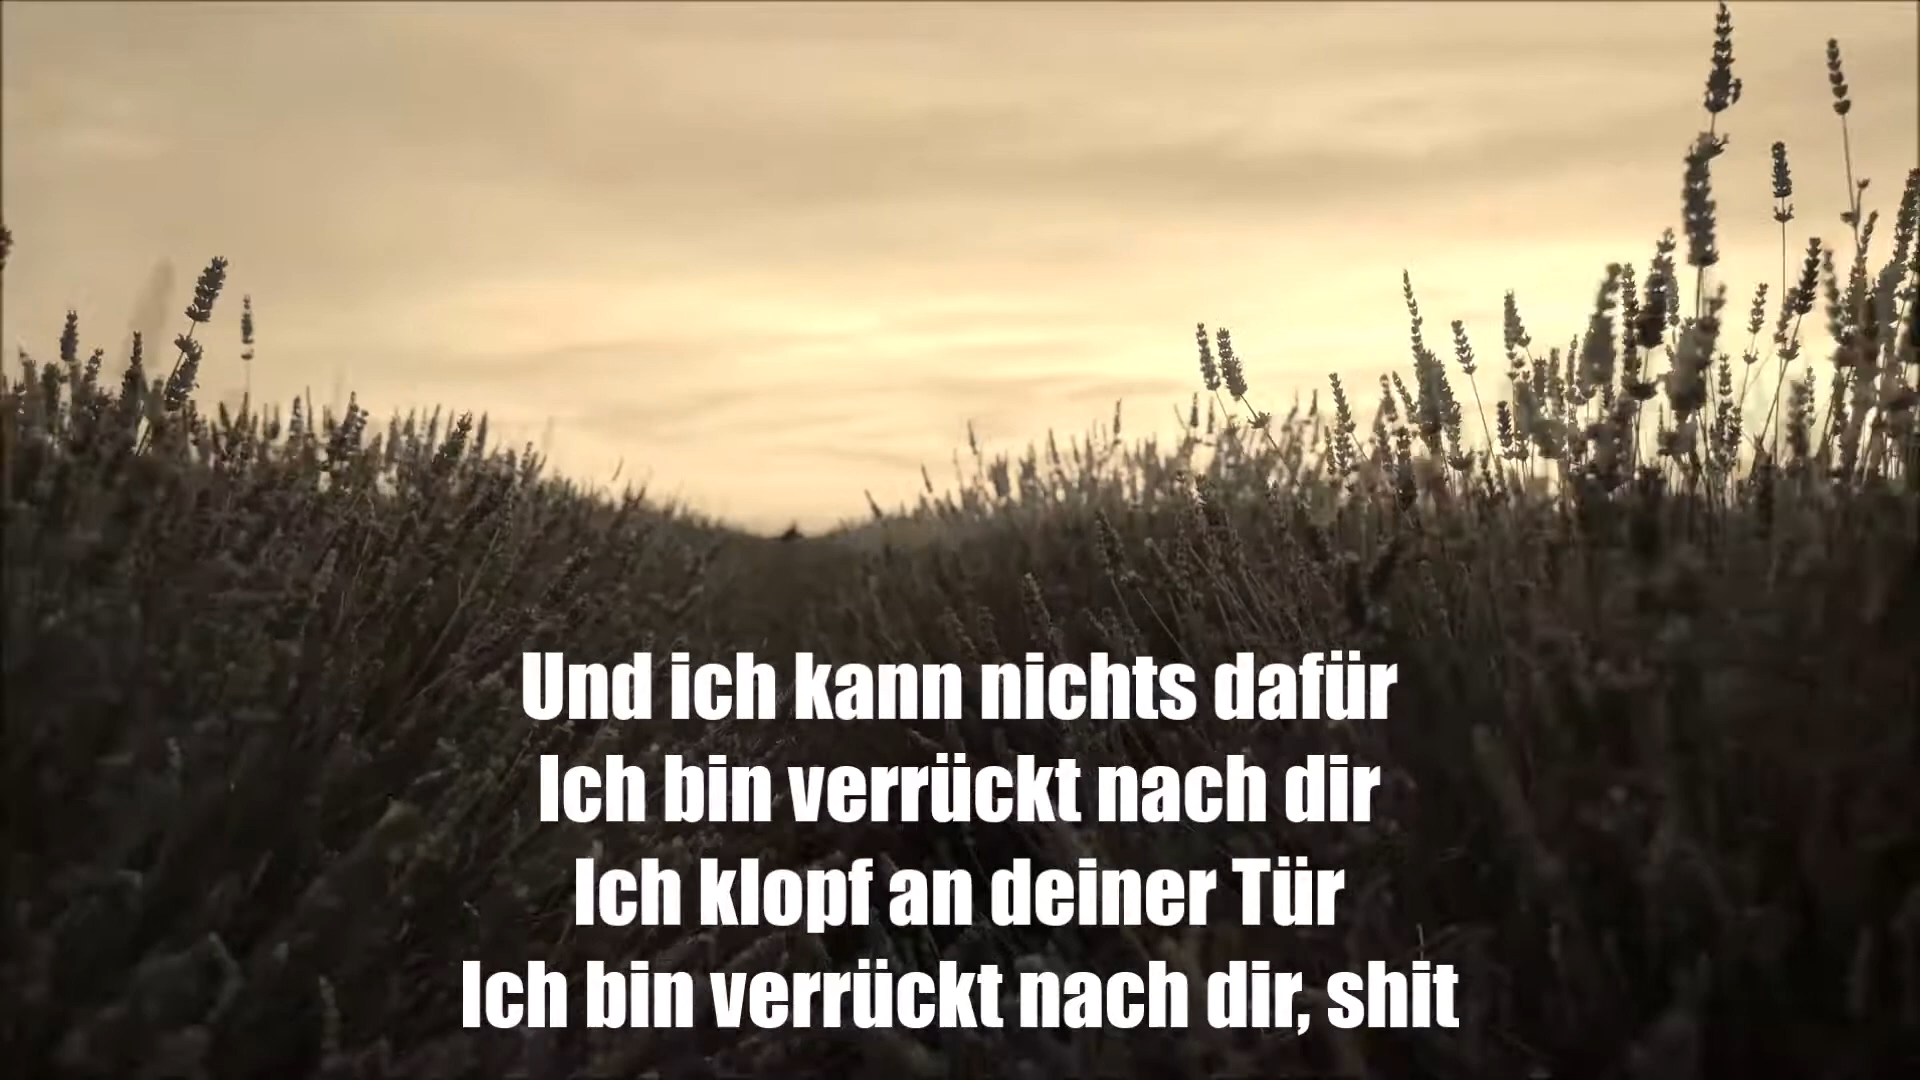 Und ich kann nichts dafür
Ich bin verrückt nach dir
Ich klopf an deiner Tür
Ich bin verrückt nach dir, shit